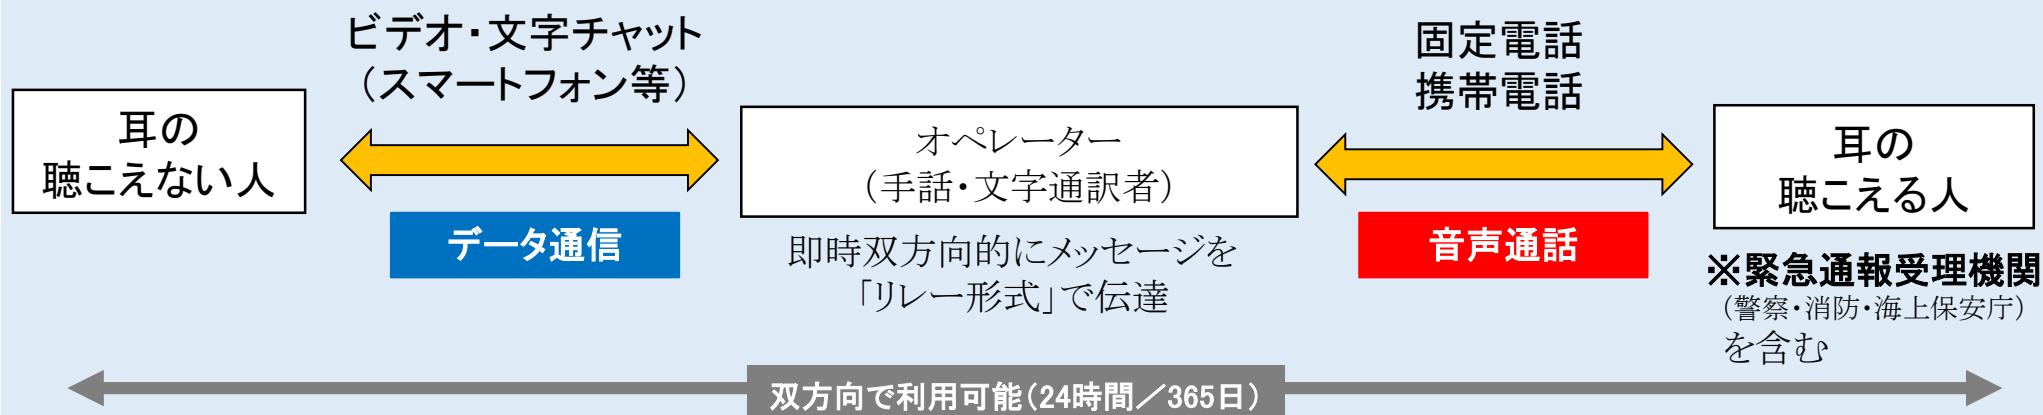 ビデオ・文字チャット
（スマートフォン等）
固定電話
携帯電話
耳の
聴こえない人
オペレーター
（手話・文字通訳者）
耳の
聴こえる人
データ通信
音声通話
即時双方向的にメッセージを
「リレー形式」で伝達
※緊急通報受理機関
（警察・消防・海上保安庁）
を含む
双方向で利用可能（24時間／365日）